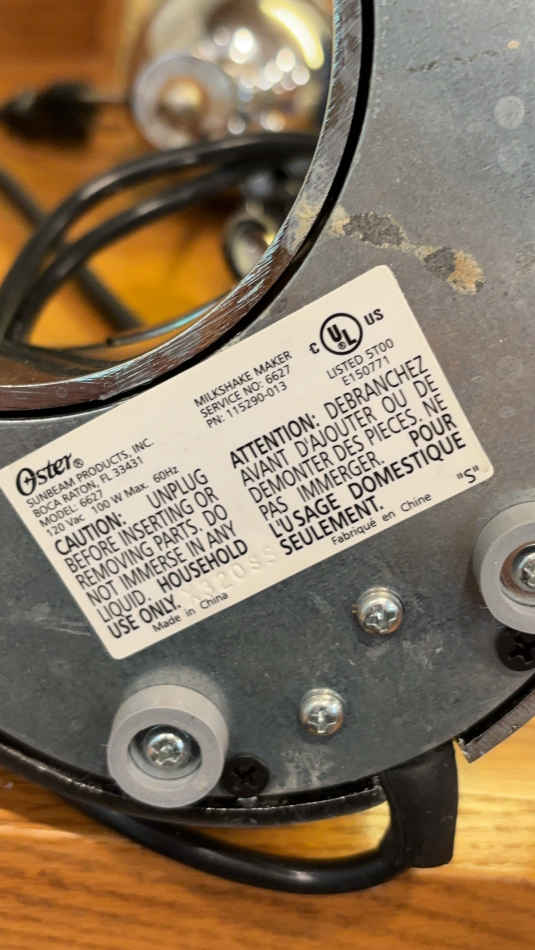 Oster®
SUNBEAM PRODUCTS, INC.
BOCA RATON, FL 33431
MODEL: 6627
120 Vac 100 W Max. 60Hz
MILKSHAKE MAKER
SERVICE NO: 6627
PN: 115290-013
C UL ® US
LISTED 5T00
E150771
CAUTION: UNPLUG
BEFORE INSERTING OR
REMOVING PARTS. DO
NOT IMMERSE IN ANY
LIQUID. HOUSEHOLD
USE ONLY.
Made in China
ATTENTION: DEBRANCHEZ
AVANT D'AJOUTER OU DE
DEMONTER DES PIECES. NE
PAS IMMERGER. POUR
L'USAGE DOMESTIQUE
SEULEMENT.
Fabriqué en Chine
"S"